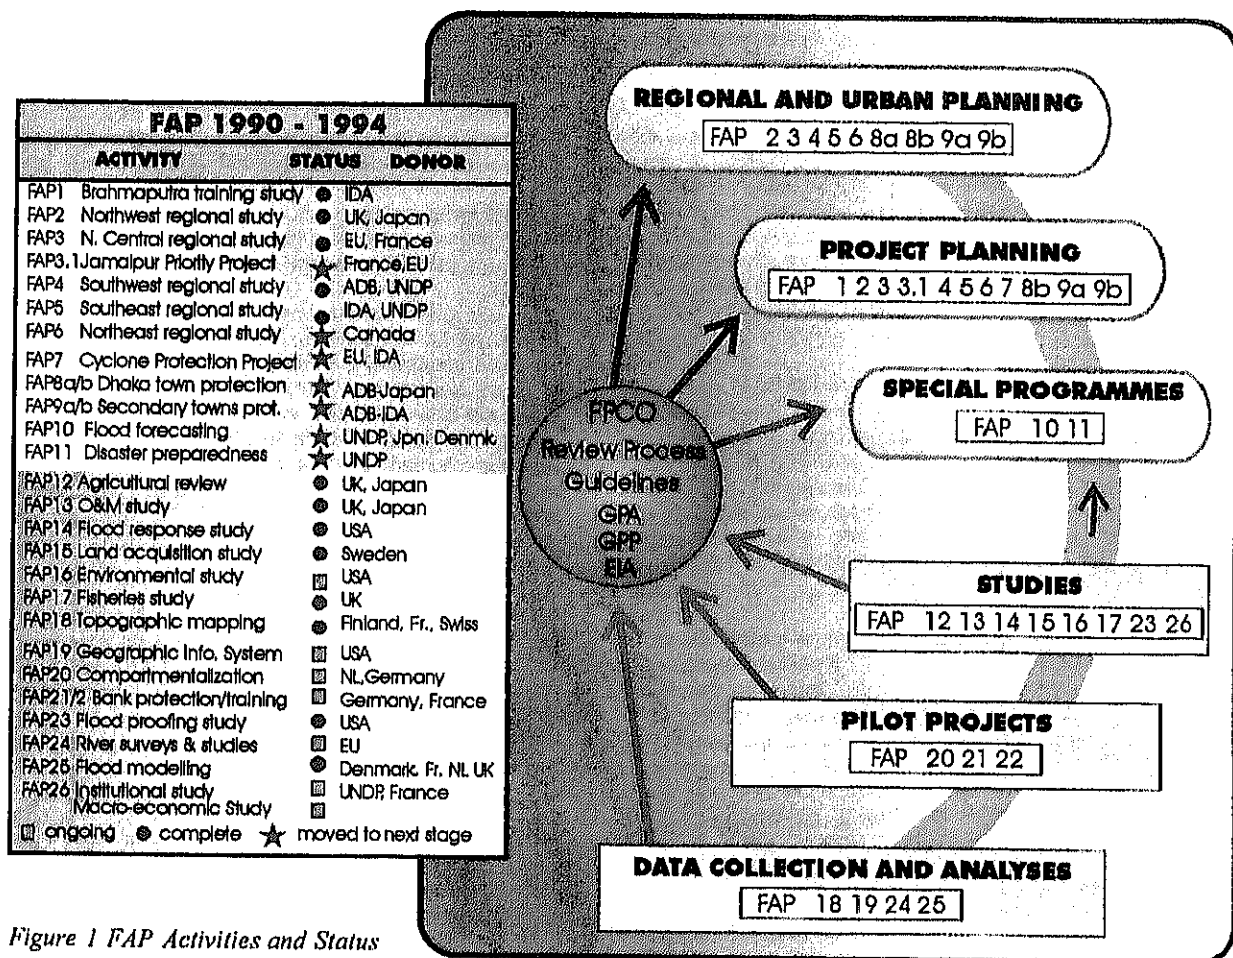 FAP 1990 - 1994
ACTIVITY STATUS DONOR
FAP1 Brahmaputra training study IDA
FAP2 Northwest regional study UK, Japan
FAP3 N. Central regional study EU, France
FAP3.1 Jamalpur Priority Project France,EU
FAP4 Southwest regional study ADB, UNDP
FAP5 Southeast regional study IDA, UNDP
FAP6 Northeast regional study Canada
FAP7 Cyclone Protection Project EU, IDA
FAP8a/b Dhaka town protection ADB-Japan
FAP9a/b Secondary towns prot. ADB-IDA
FAP10 Flood forecasting UNDP, Jpn. Denmk
FAP11 Disaster preparedness UNDP
FAP12 Agricultural review UK, Japan
FAP13 O&M study UK, Japan
FAP14 Flood response study USA
FAP15 Land acquisition study Sweden
FAP16 Environmental study USA
FAP17 Fisheries study UK
FAP18 Topographic mapping Finland, Fr., Swiss
FAP19 Geographic Info, System USA
FAP20 Compartmentalization NL,Germany
FAP21/2 Bank protection/training Germany, France
FAP23 Flood proofing study USA
FAP24 River surveys & studies EU
FAP25 Flood modelling Denmark. Fr. NL. UK
FAP26 Institutional study UNDP, France
Macro-economic Study
ongoing complete moved to next stage
REGIONAL AND URBAN PLANNING
FAP 2 3 4 5 6 8a 8b 9a 9b
PROJECT PLANNING
FAP 1 2 3 3.1 4 5 6 7 8b 9a 9b
SPECIAL PROGRAMMES
FAP 10 11
FPCO
Review Process
Guidelines
GPA
GPP
EIA
STUDIES
FAP 12 13 14 15 16 17 23 26
PILOT PROJECTS
FAP 20 21 22
DATA COLLECTION AND ANALYSES
FAP 18 19 24 25
Figure 1 FAP Activities and Status